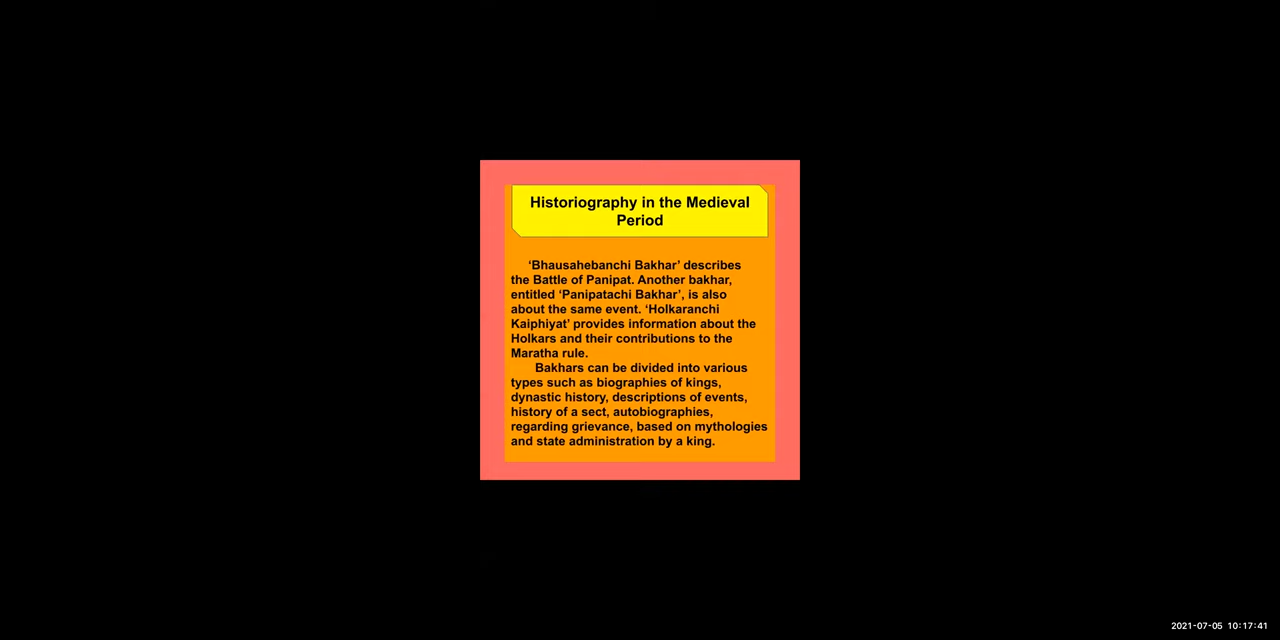 Historiography in the Medieval
Period
‘Bhausahebanchi Bakhar’ describes
the Battle of Panipat. Another bakhar,
entitled ‘Panipatachi Bakhar’, is also
about the same event. ‘Holkaranchi
Kaiphiyat’ provides information about the
Holkars and their contributions to the
Maratha rule.
Bakhars can be divided into various
types such as biographies of kings,
dynastic history, descriptions of events,
history of a sect, autobiographies,
regarding grievance, based on mythologies
and state administration by a king.
2021-07-05 10:17:41